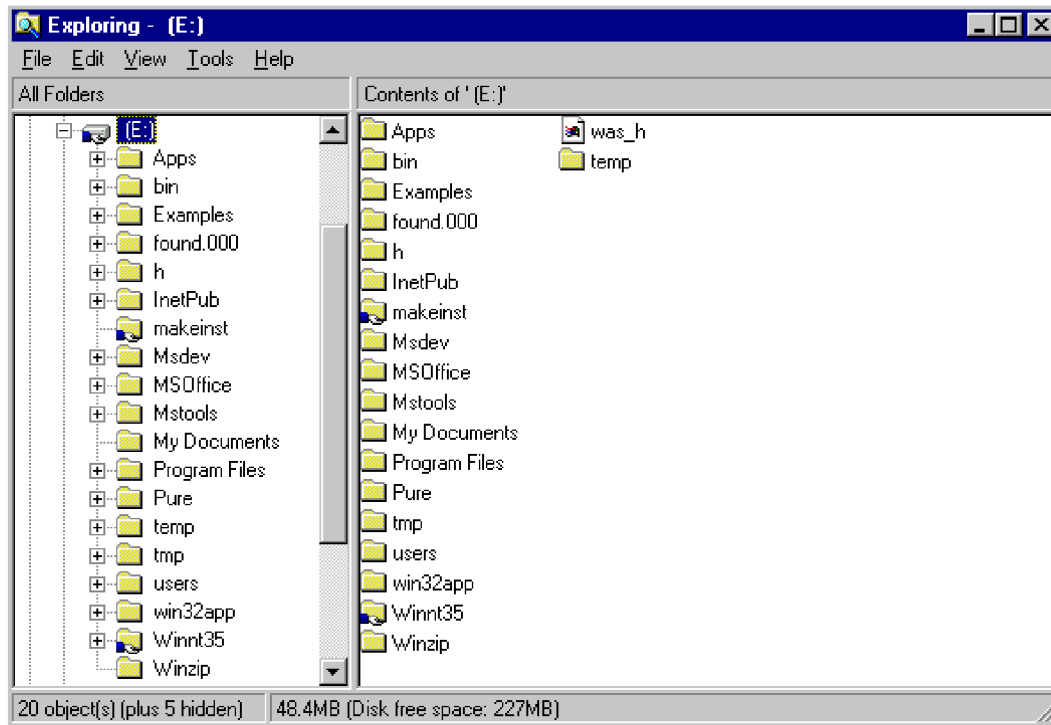 Exploring - (E:)
File Edit View Tools Help
All Folders
Contents of ' (E:)'
(E:)
Apps
bin
Examples
found.000
h
InetPub
makeinst
Msdev
MSOffice
Mstools
My Documents
Program Files
Pure
temp
tmp
users
win32app
Winnt35
Winzip
Apps
bin
Examples
found.000
h
InetPub
makeinst
Msdev
MSOffice
Mstools
My Documents
Program Files
Pure
tmp
users
win32app
Winnt35
Winzip
was_h
temp
20 object(s) (plus 5 hidden)
48.4MB (Disk free space: 227MB)